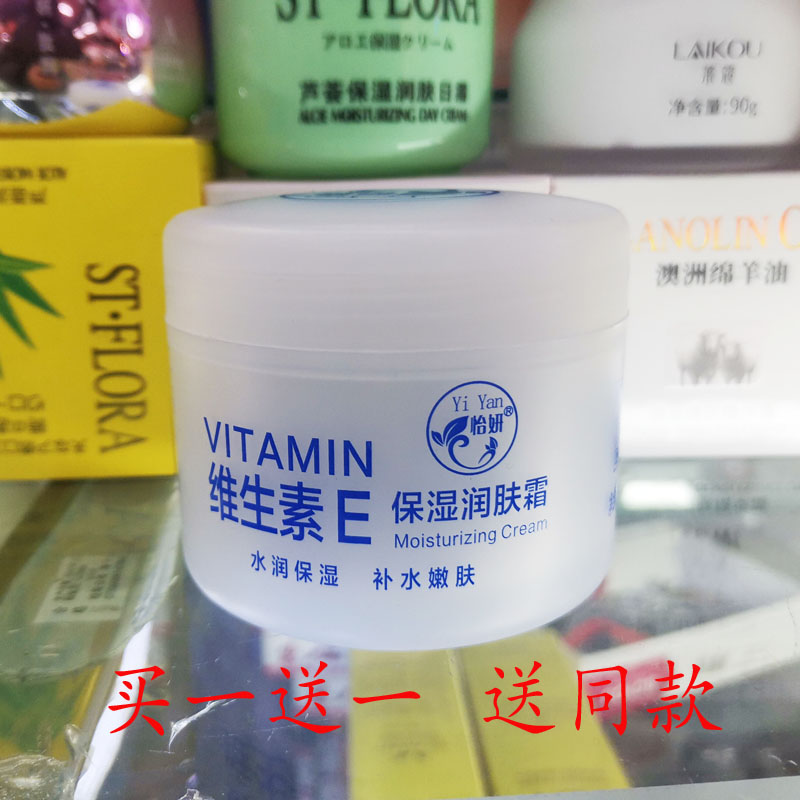 ST·FLORA
アロエ保湿クリーム
芦荟保湿润肤日霜
ALOE MOISTURIZING DAY CREAM
LAIKOU
净含量:90g
ANOLIN C
澳洲绵羊油
ST·FLORA
Yi Yan
怡妍®
VITAMIN
维生素E
保湿润肤霜
Moisturizing Cream
水润保湿 补水嫩肤
买一送一 送同款